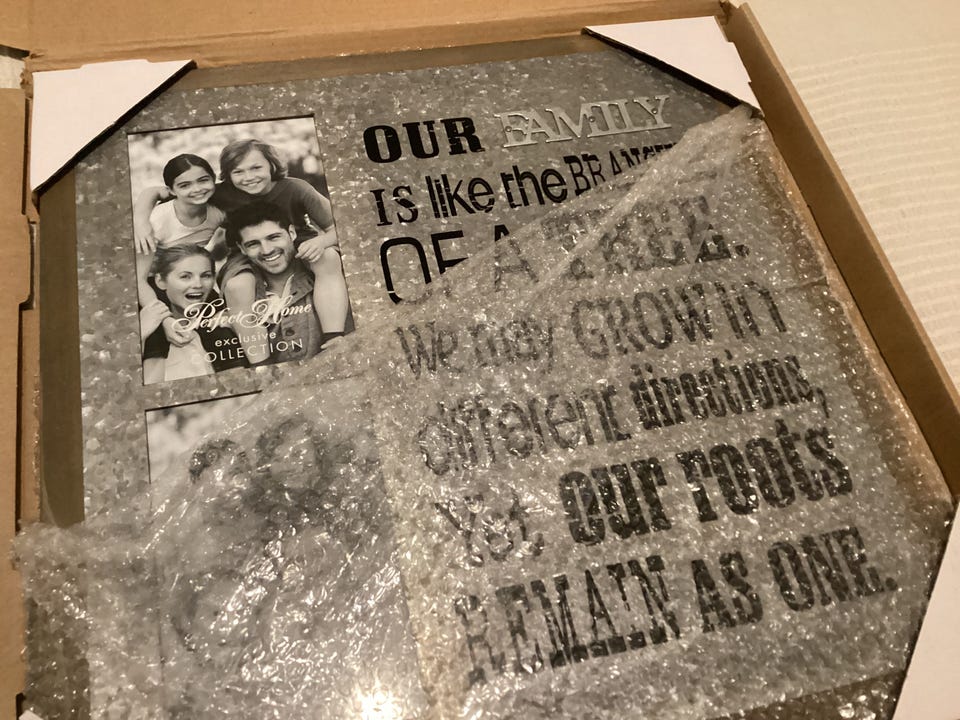 OUR FAMILY
IS like the BRANCHES
OF A TREE.
We may GROW in
different directions,
Yet our roots
REMAIN AS ONE.
Perfect Home
exclusive
COLLECTION